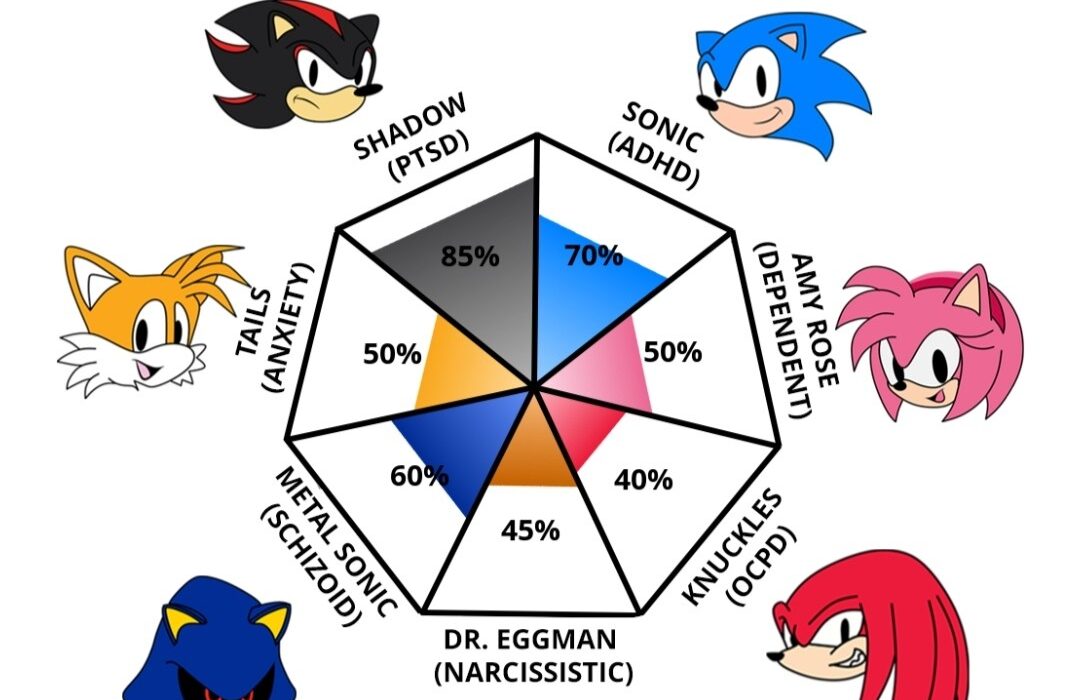 SHADOW
(PTSD)
SONIC
(ADHD)
85%
70%
TAILS
(ANXIETY)
AMY ROSE
(DEPENDENT)
50%
50%
60%
40%
45%
METAL SONIC
(SCHIZOID)
KNUCKLES
(OCPD)
DR. EGGMAN
(NARCISSISTIC)